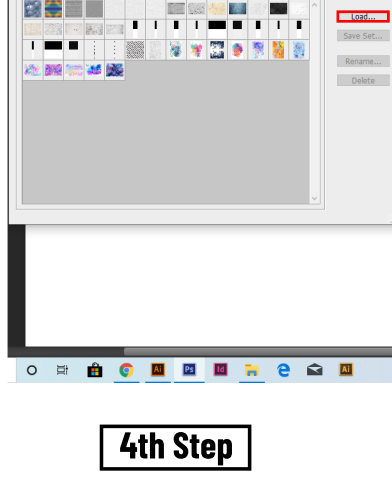 Load...
Save Set...
Rename...
Delete
Ai
Ps
Id
Ai
4th Step